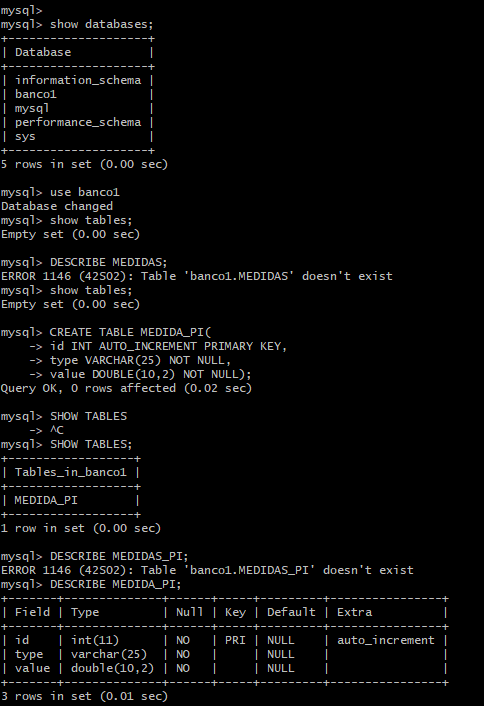 mysql>
mysql> show databases;
+--------------------+
| Database           |
+--------------------+
| information_schema |
| banco1             |
| mysql              |
| performance_schema |
| sys                |
+--------------------+
5 rows in set (0.00 sec)

mysql> use banco1
Database changed
mysql> show tables;
Empty set (0.00 sec)

mysql> DESCRIBE MEDIDAS;
ERROR 1146 (42S02): Table 'banco1.MEDIDAS' doesn't exist
mysql> show tables;
Empty set (0.00 sec)

mysql> CREATE TABLE MEDIDA_PI(
    -> id INT AUTO_INCREMENT PRIMARY KEY,
    -> type VARCHAR(25) NOT NULL,
    -> value DOUBLE(10,2) NOT NULL);
Query OK, 0 rows affected (0.02 sec)

mysql> SHOW TABLES
    -> ^C
mysql> SHOW TABLES;
+------------------+
| Tables_in_banco1 |
+------------------+
| MEDIDA_PI        |
+------------------+
1 row in set (0.00 sec)

mysql> DESCRIBE MEDIDAS_PI;
ERROR 1146 (42S02): Table 'banco1.MEDIDAS_PI' doesn't exist
mysql> DESCRIBE MEDIDA_PI;
+-------+--------------+------+-----+---------+----------------+
| Field | Type         | Null | Key | Default | Extra          |
+-------+--------------+------+-----+---------+----------------+
| id    | int(11)      | NO   | PRI | NULL    | auto_increment |
| type  | varchar(25)  | NO   |     | NULL    |                |
| value | double(10,2) | NO   |     | NULL    |                |
+-------+--------------+------+-----+---------+----------------+
3 rows in set (0.01 sec)